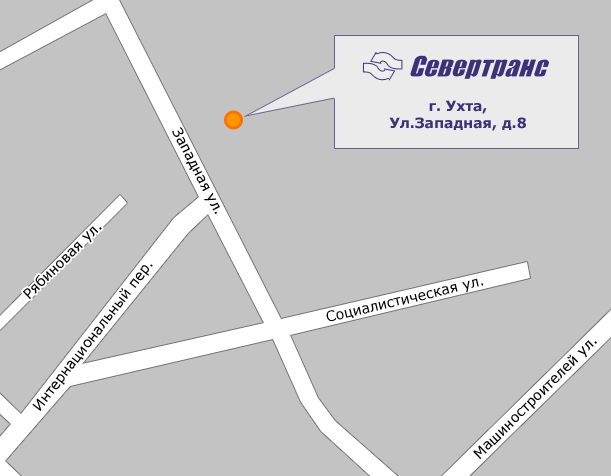 Севертранс
г. Ухта,
Ул.Западная, д.8
Западная ул.
Рябиновая ул.
Интернациональный пер.
Социалистическая ул.
Машиностроителей ул.